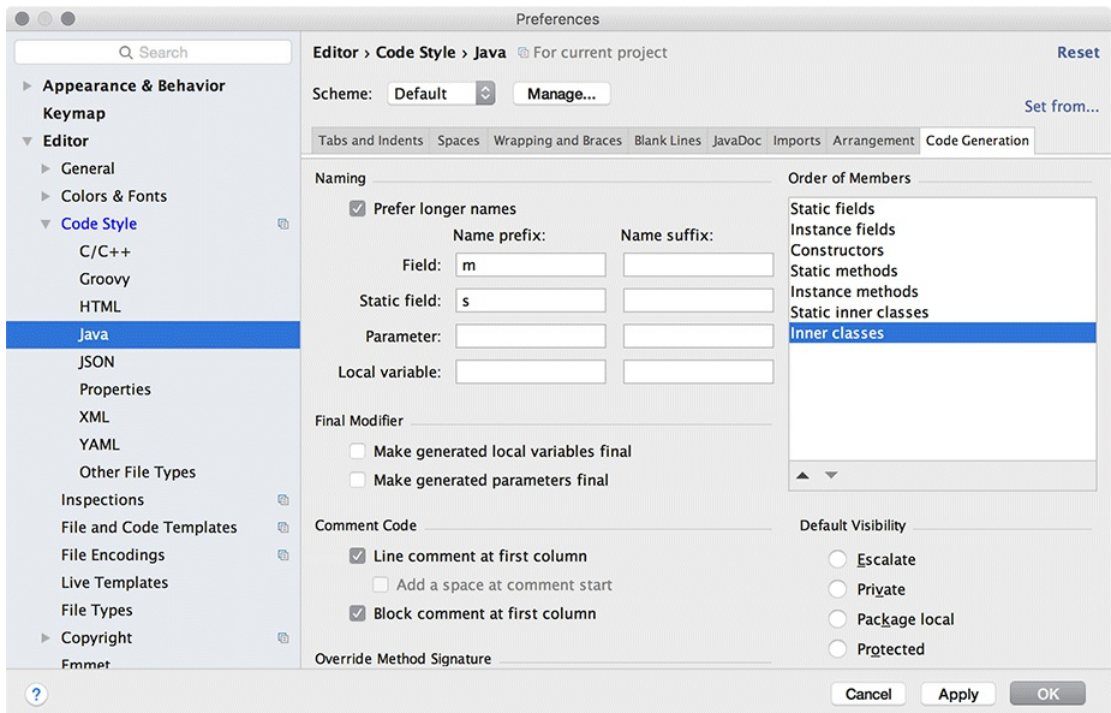 Preferences
Search
Appearance & Behavior
Keymap
Editor
General
Colors & Fonts
Code Style
C/C++
Groovy
HTML
Java
JSON
Properties
XML
YAML
Other File Types
Inspections
File and Code Templates
File Encodings
Live Templates
File Types
Copyright
Emmet
Editor › Code Style › Java For current project
Reset
Scheme: Default Manage...
Set from...
Tabs and Indents Spaces Wrapping and Braces Blank Lines JavaDoc Imports Arrangement Code Generation
Naming
Prefer longer names
Name prefix: Name suffix:
Field: m
Static field: s
Parameter:
Local variable:
Final Modifier
Make generated local variables final
Make generated parameters final
Comment Code
Line comment at first column
Add a space at comment start
Block comment at first column
Override Method Signature
Order of Members
Static fields
Instance fields
Constructors
Static methods
Instance methods
Static inner classes
Inner classes
Default Visibility
Escalate
Private
Package local
Protected
?
Cancel Apply OK